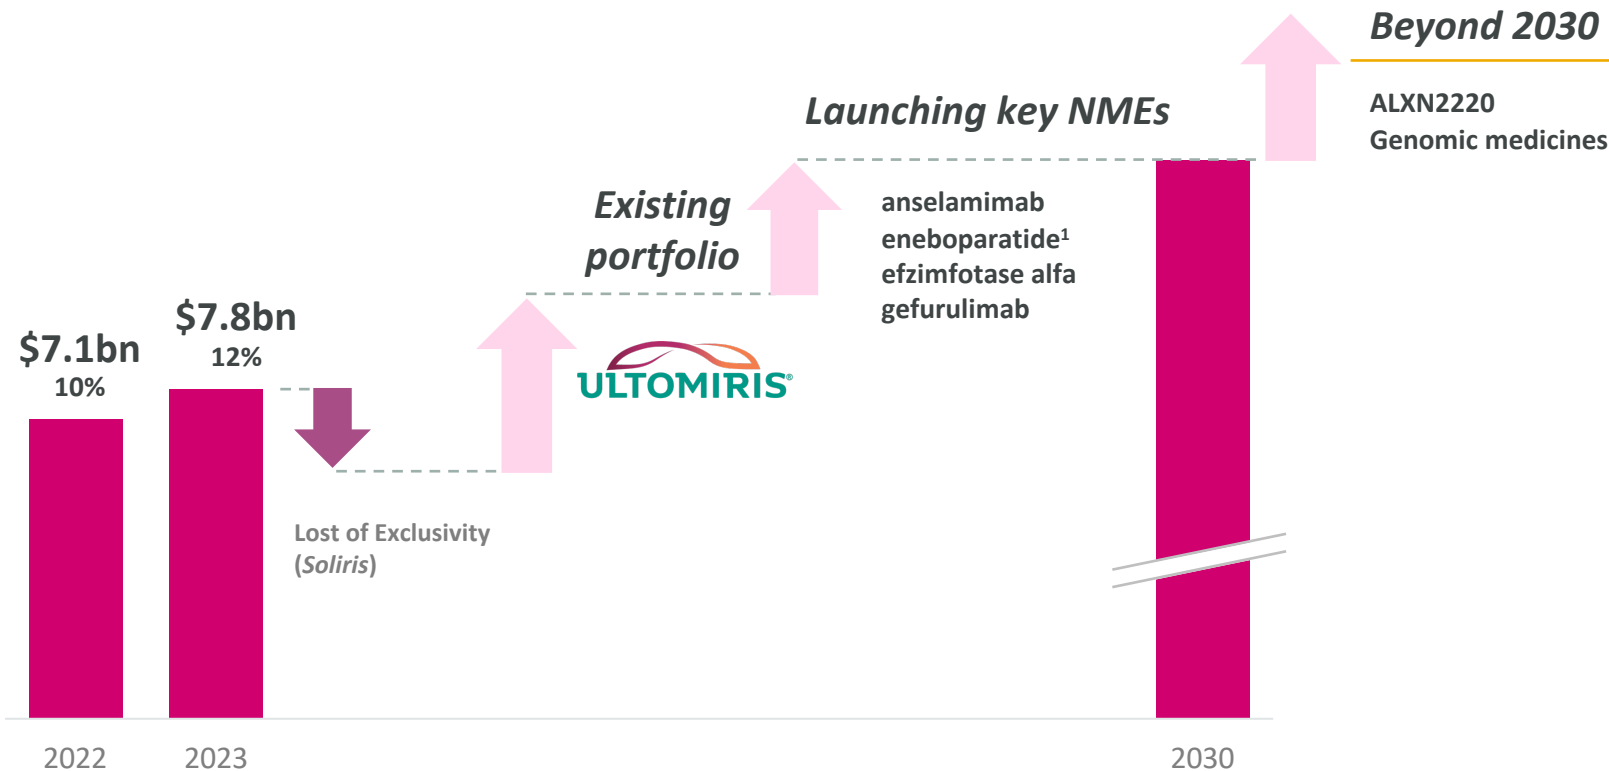 Beyond 2030
ALXN2220
Genomic medicines
Launching key NMEs
anselamimab
eneboparatide¹
efzimfotase alfa
gefurulimab
Existing
portfolio
ULTOMIRIS®
$7.8bn
12%
$7.1bn
10%
Lost of Exclusivity
(Soliris)
2022
2023
2030